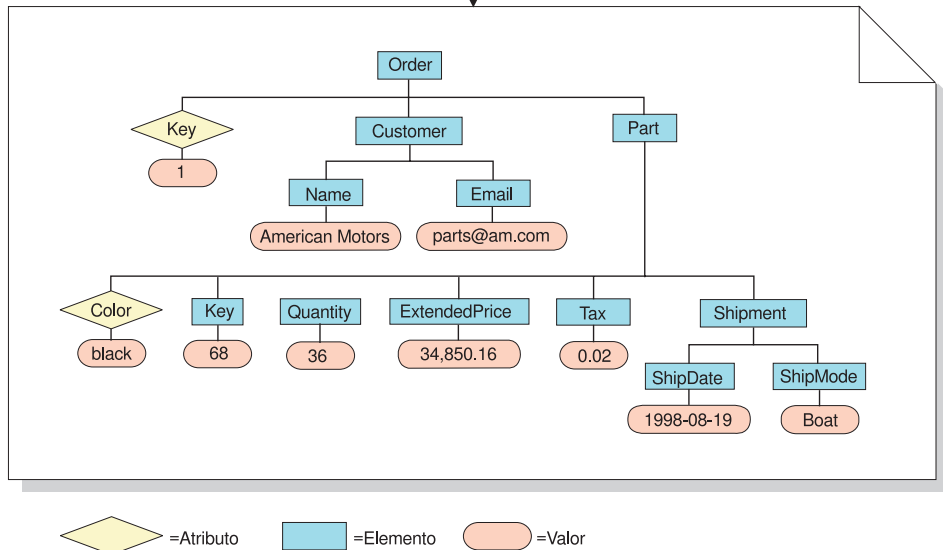 Order
Key
Customer
Part
1
Name
Email
American Motors
parts@am.com
Color
Key
Quantity
ExtendedPrice
Tax
Shipment
black
68
36
34,850.16
0.02
ShipDate
ShipMode
1998-08-19
Boat
=Atributo
=Elemento
=Valor